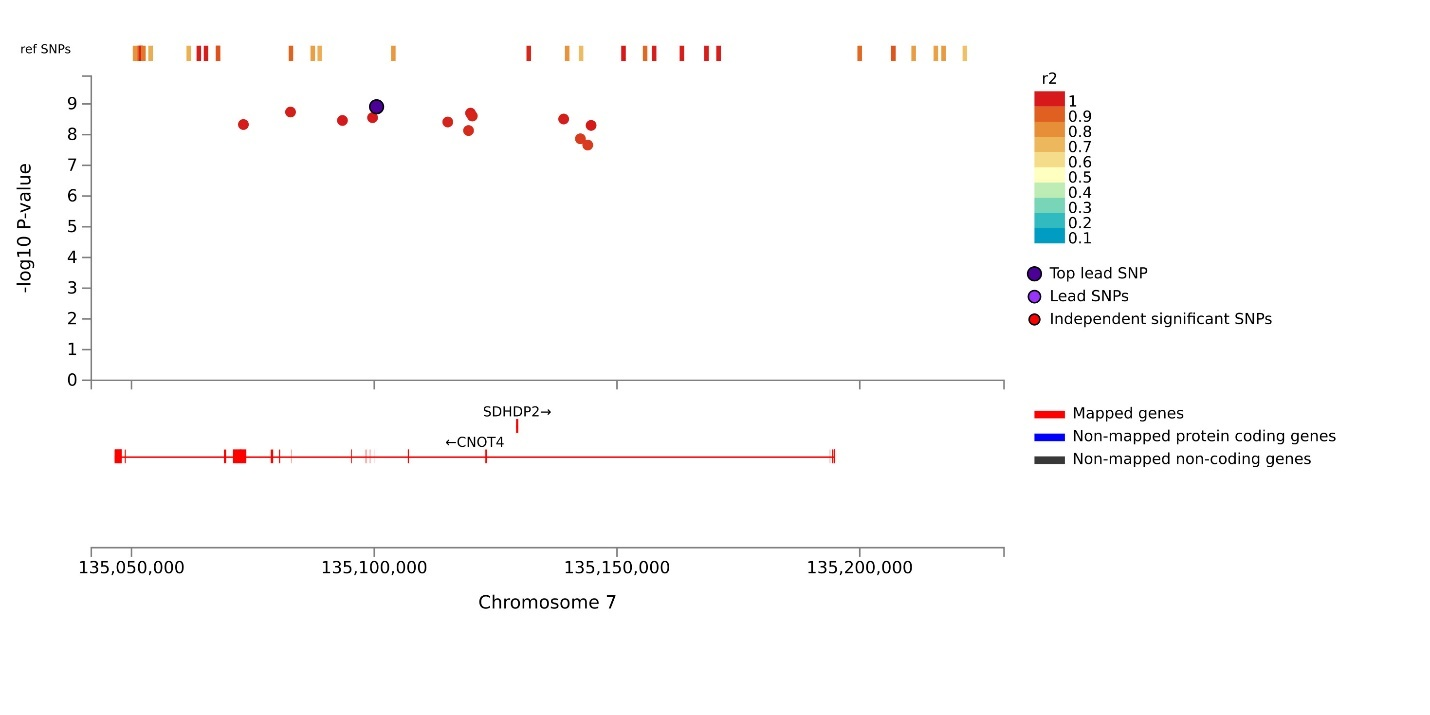 ref SNPs
r2
1
0.9
0.8
0.7
0.6
0.5
0.4
0.3
0.2
0.1
9
8
7
6
5
4
3
2
1
0
-log10 P-value
Top lead SNP
Lead SNPs
Independent significant SNPs
SDHDP2→
←CNOT4
Mapped genes
Non-mapped protein coding genes
Non-mapped non-coding genes
135,050,000 135,100,000 135,150,000 135,200,000
Chromosome 7